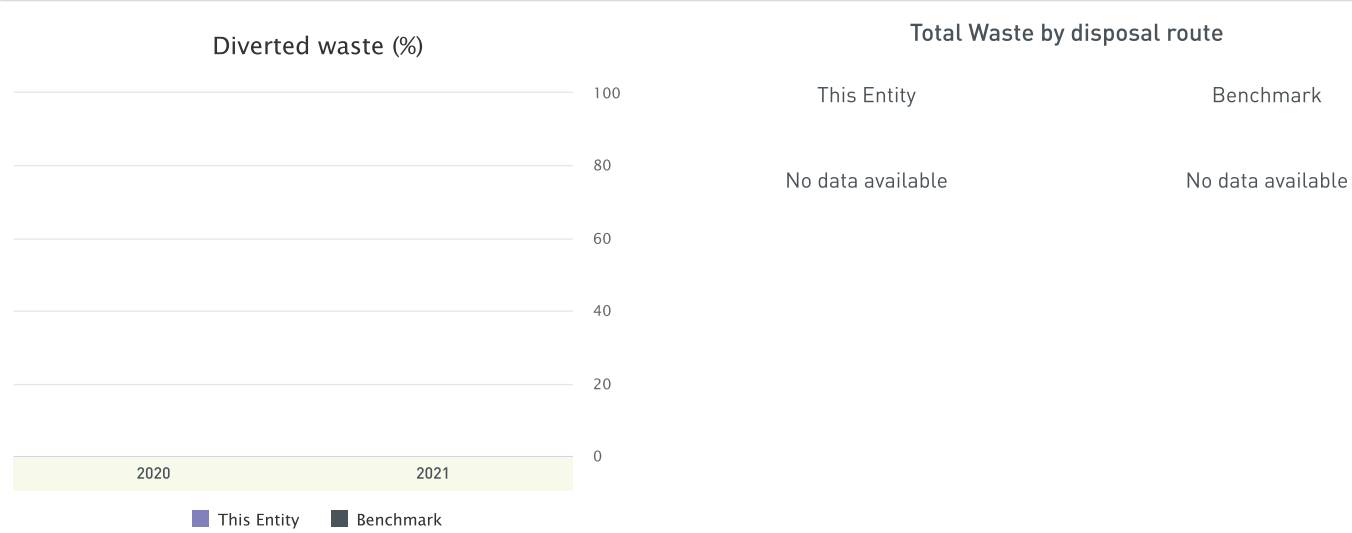 Diverted waste (%)
100
80
60
40
20
0
2020 2021
This Entity Benchmark
Total Waste by disposal route
This Entity Benchmark
No data available No data available